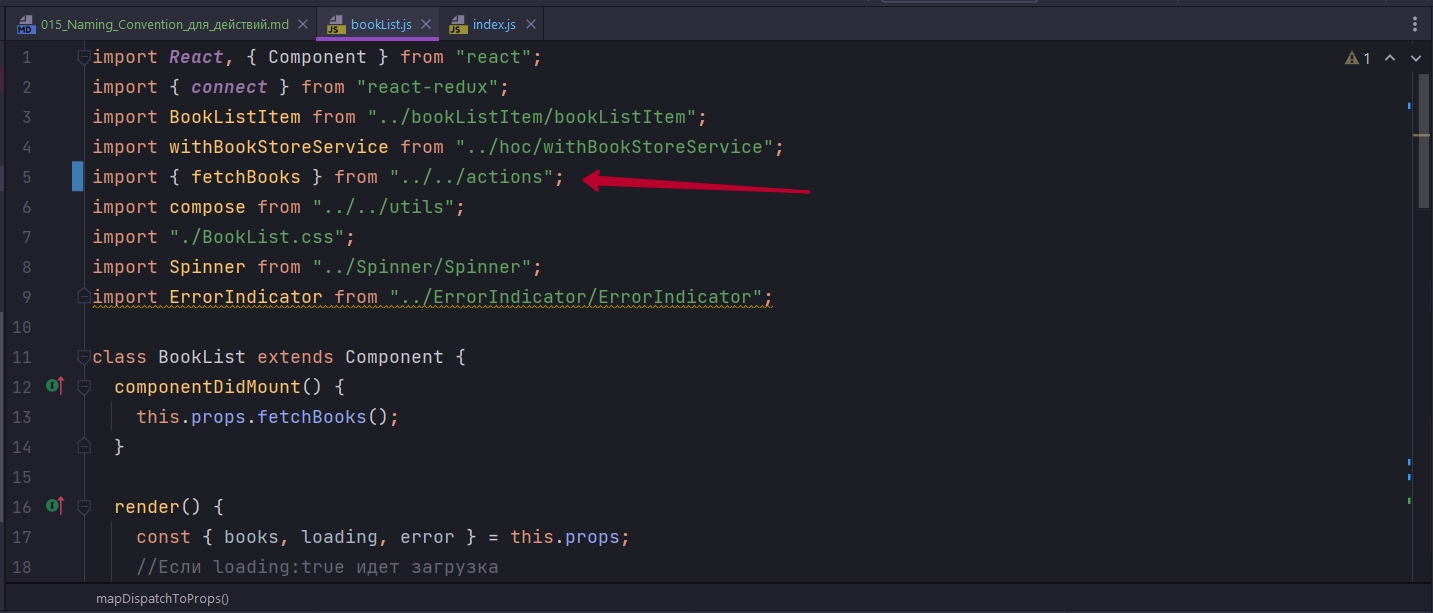 015_Naming_Convention_для_действий.md bookList.js index.js
1 import React, { Component } from "react"; 1
2 import { connect } from "react-redux";
3 import BookListItem from "../bookListItem/bookListItem";
4 import withBookStoreService from "../hoc/withBookStoreService";
5 import { fetchBooks } from "../../actions";
6 import compose from "../../utils";
7 import "./BookList.css";
8 import Spinner from "../Spinner/Spinner";
9 import ErrorIndicator from "../ErrorIndicator/ErrorIndicator";
10
11 class BookList extends Component {
12 componentDidMount() {
13 this.props.fetchBooks();
14 }
15
16 render() {
17 const { books, loading, error } = this.props;
18 //Если loading:true идет загрузка
mapDispatchToProps()